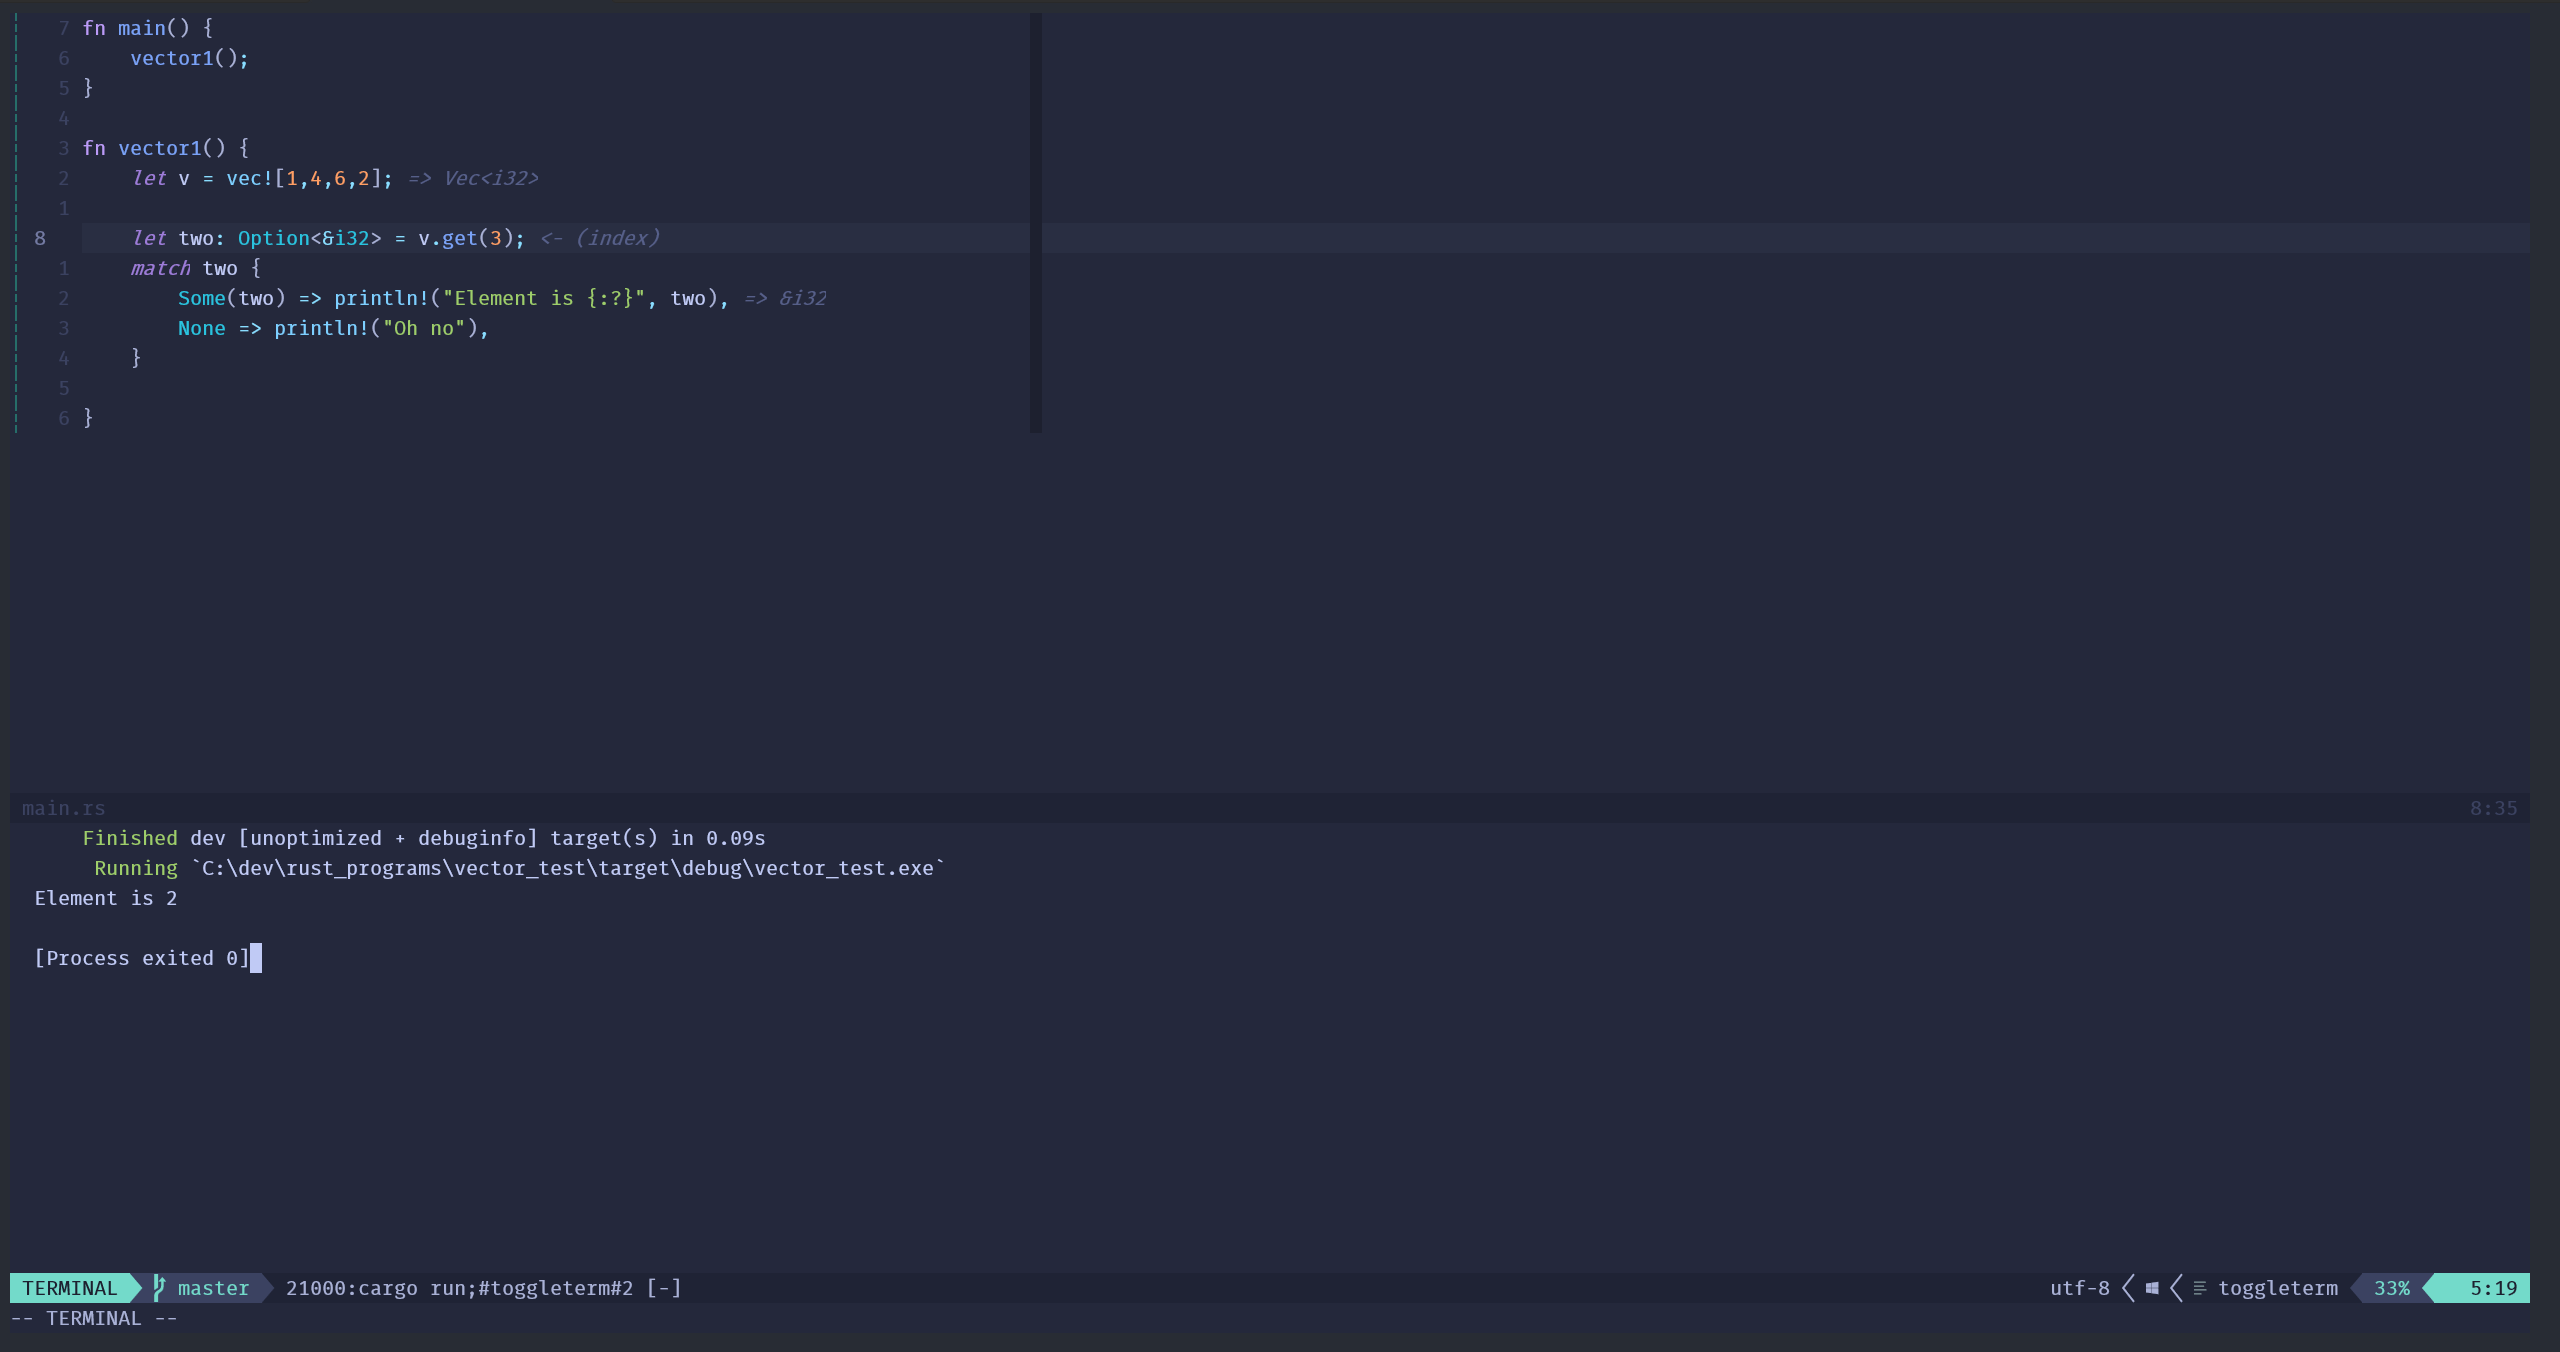 7 fn main() {
6     vector1();
5 }
4
3 fn vector1() {
2     let v = vec![1,4,6,2]; => Vec<i32>
1
8     let two: Option<&i32> = v.get(3); <- (index)
1     match two {
2         Some(two) => println!("Element is {:?}", two), => &i32
3         None => println!("Oh no"),
4     }
5
6 }
main.rs 8:35
Finished dev [unoptimized + debuginfo] target(s) in 0.09s
Running `C:\dev\rust_programs\vector_test\target\debug\vector_test.exe`
Element is 2
[Process exited 0]
TERMINAL master 21000:cargo run;#toggleterm#2 [-] utf-8 toggleterm 33% 5:19
-- TERMINAL --